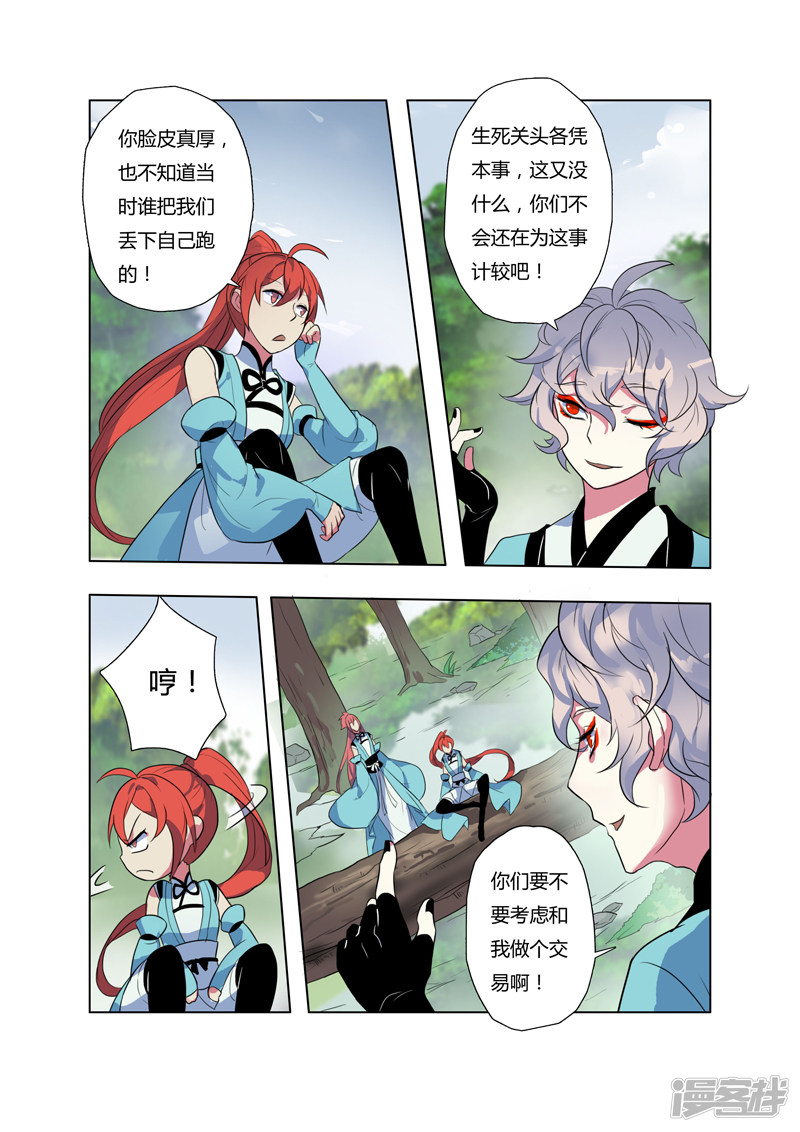 你脸皮真厚，
也不知道当
时谁把我们
丢下自己跑
的！
生死关头各凭
本事，这又没
什么，你们不
会还在为这事
计较吧！
哼！
你们要不
要考虑和
我做个交
易啊！
漫客栈